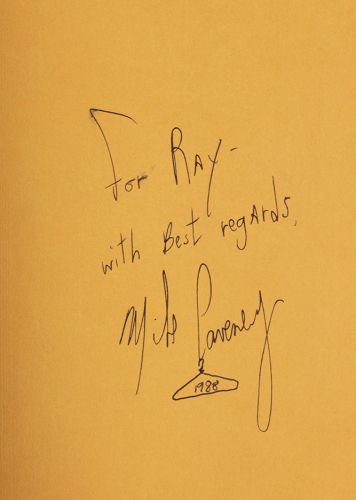 For RAY -
with Best regards,
Mike Caveney
1988